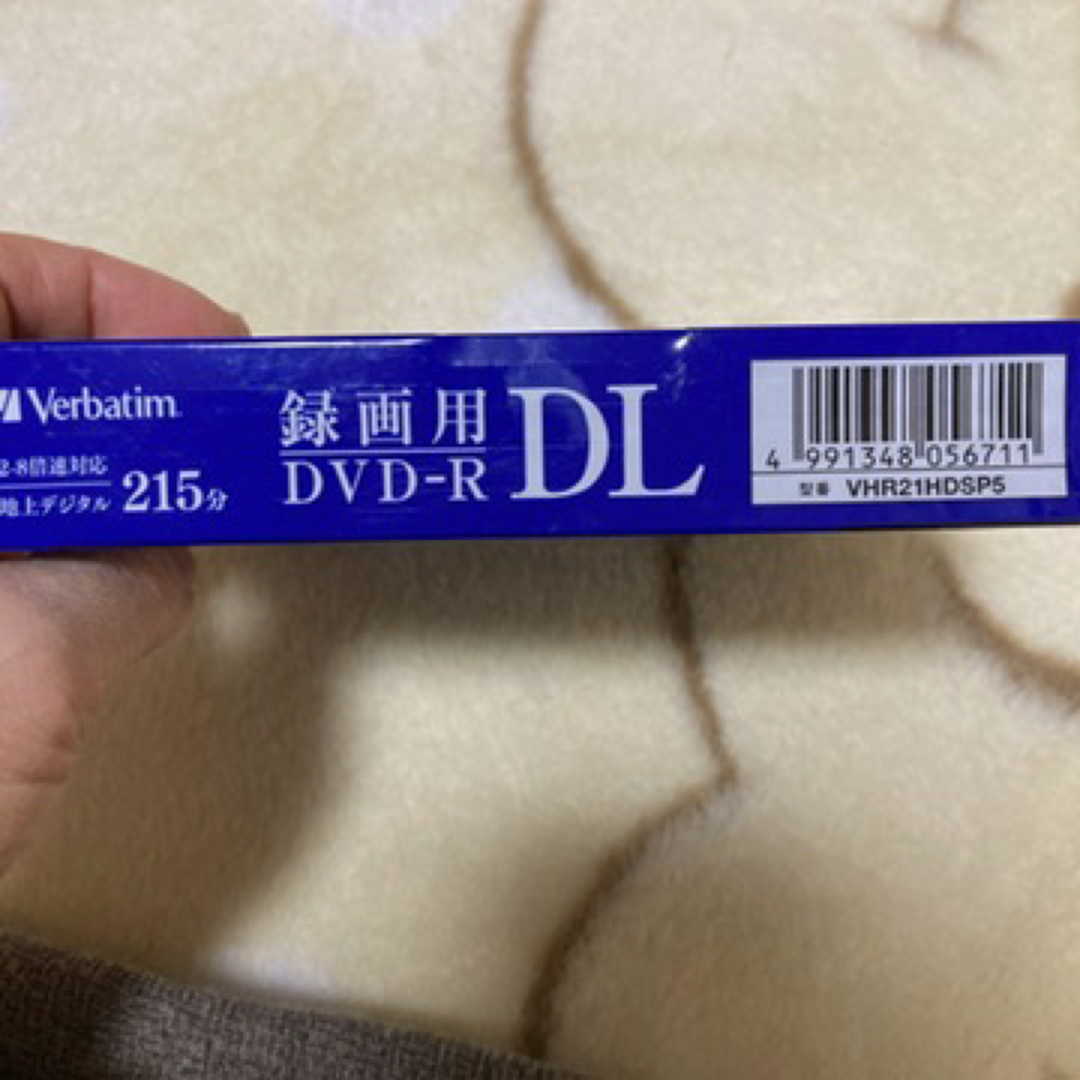 Verbatim
2-8倍速対応
地上デジタル 215分
録画用
DVD-R
DL
4 991348 056711
型番 VHR21HDSP5